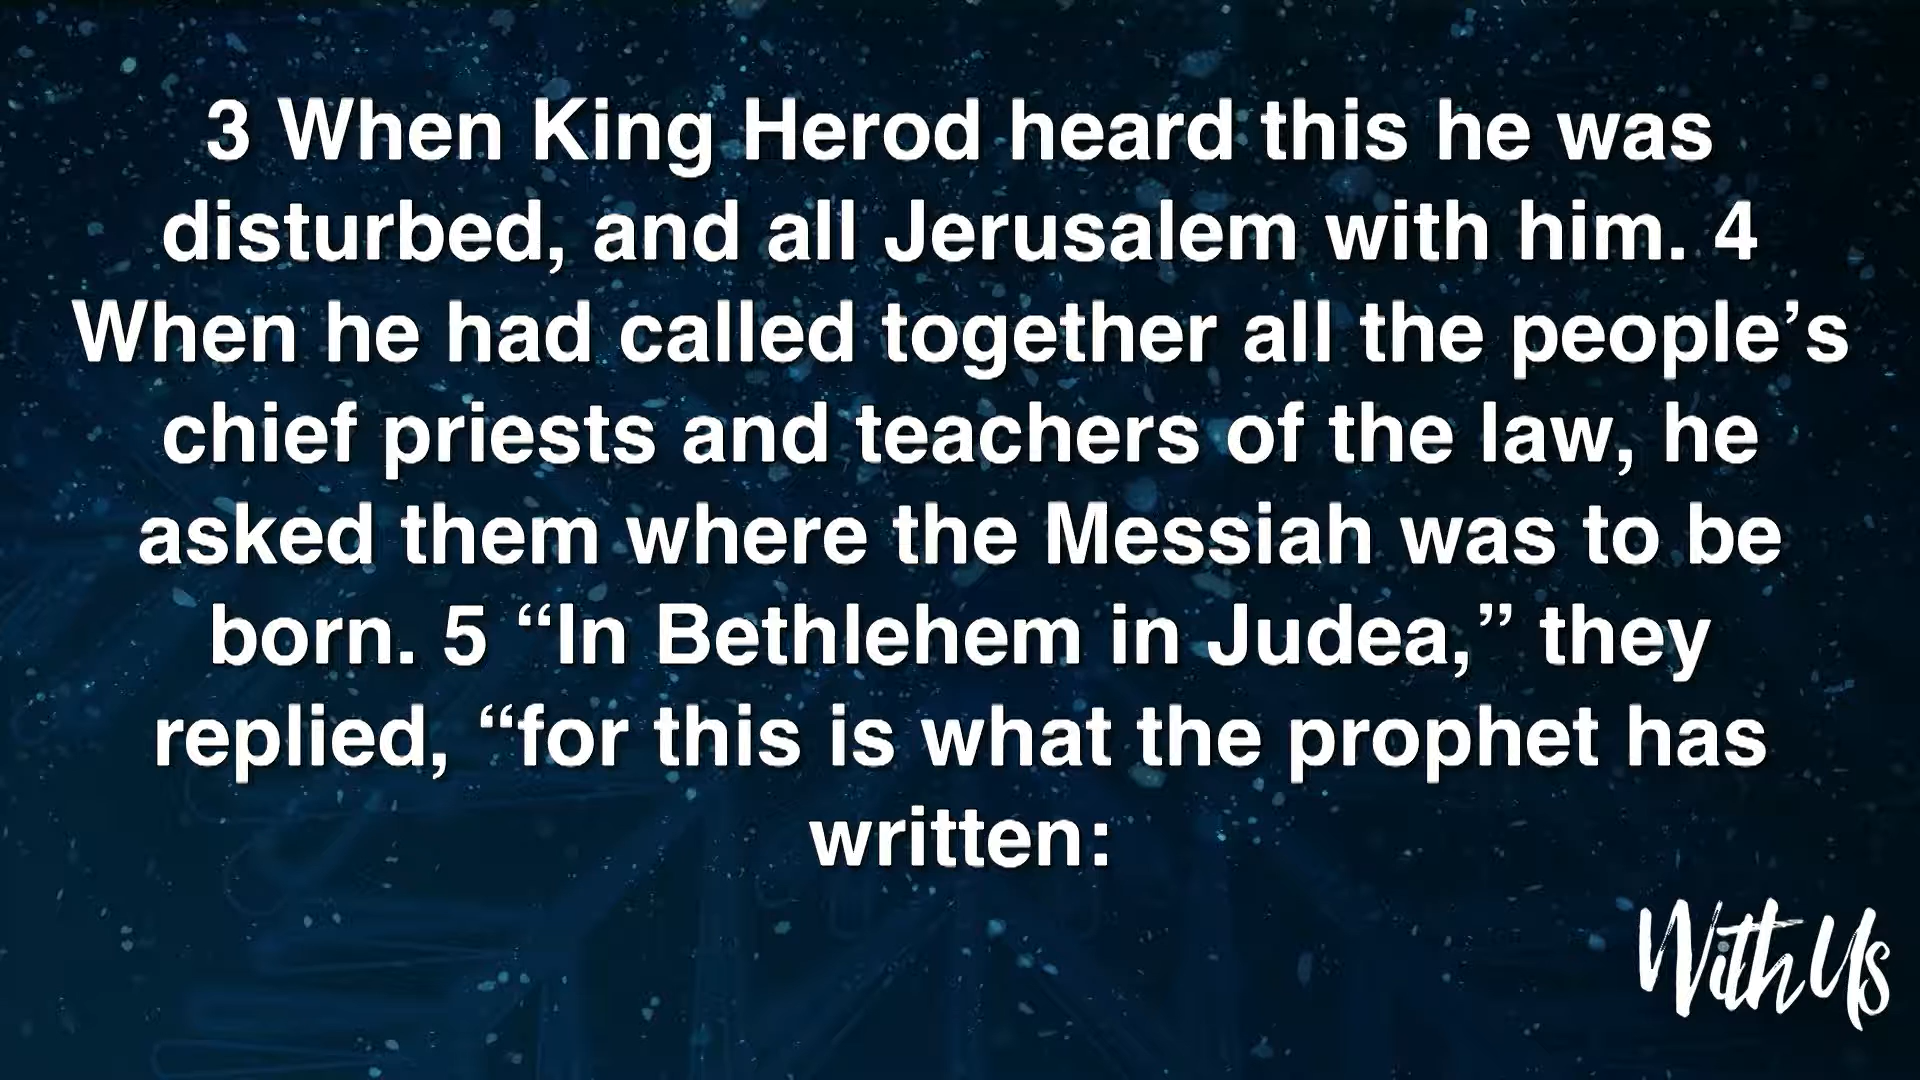 3 When King Herod heard this he was
disturbed, and all Jerusalem with him. 4
When he had called together all the people’s
chief priests and teachers of the law, he
asked them where the Messiah was to be
born. 5 “In Bethlehem in Judea,” they
replied, “for this is what the prophet has
written:
With Us